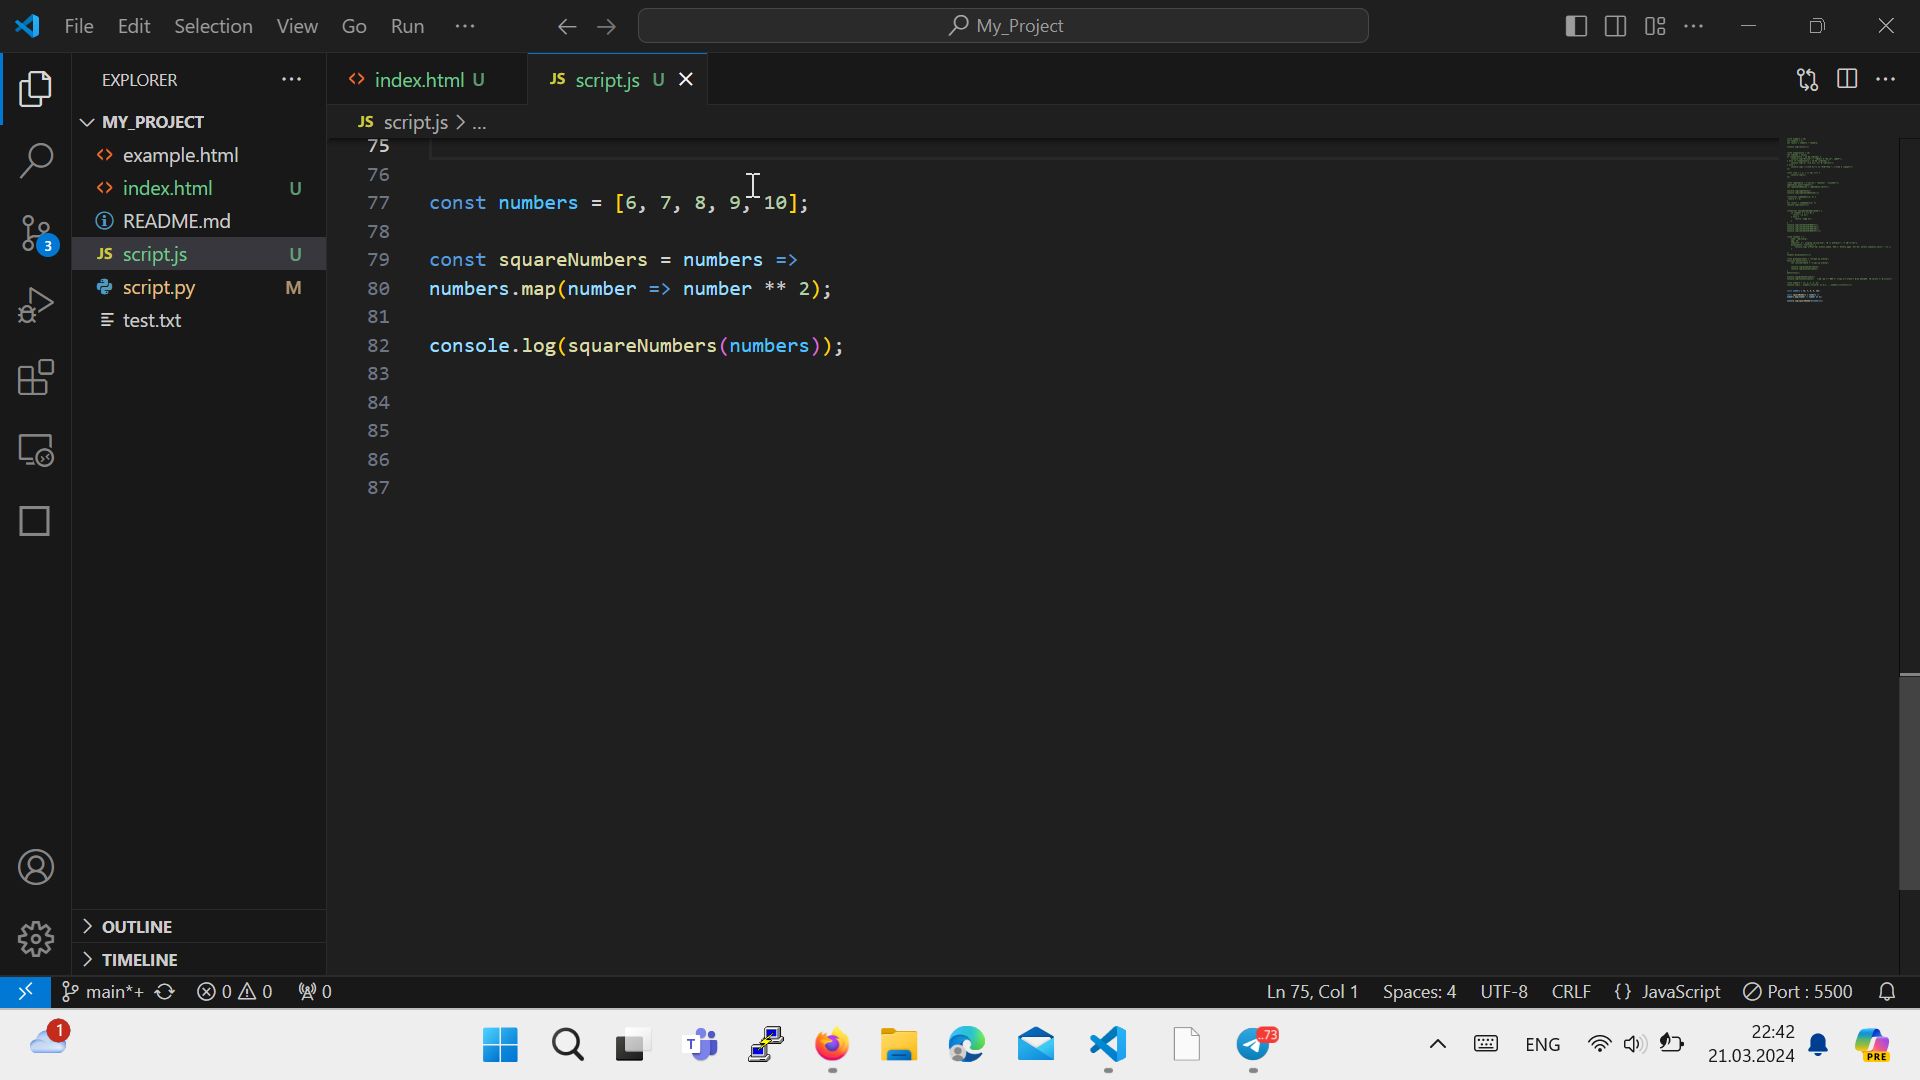 File Edit Selection View Go Run ... My_Project
EXPLORER ...
index.html U
JS script.js U
MY_PROJECT
JS script.js > ...
example.html
index.html U
README.md
JS script.js U
script.py M
test.txt
75
76
77 const numbers = [6, 7, 8, 9, 10];
78
79 const squareNumbers = numbers =>
80 numbers.map(number => number ** 2);
81
82 console.log(squareNumbers(numbers));
83
84
85
86
87
3
OUTLINE
TIMELINE
main*+ 0 0 0 Ln 75, Col 1 Spaces: 4 UTF-8 CRLF {} JavaScript Port : 5500
1
T
..73
ENG
22:42
21.03.2024
PRE